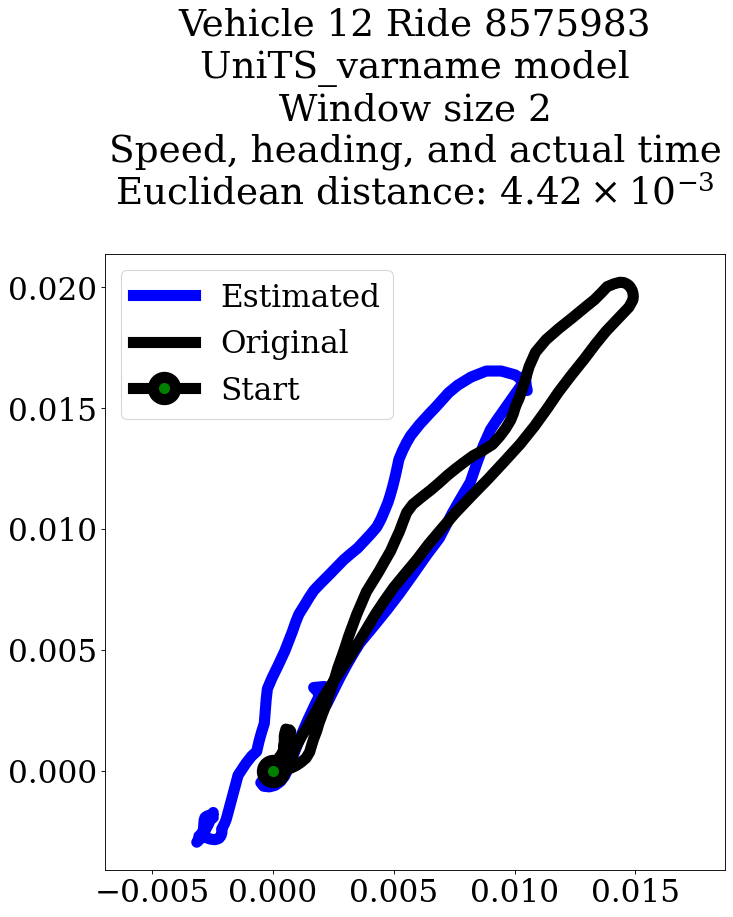 Vehicle 12 Ride 8575983
UniTS_varname model
Window size 2
Speed, heading, and actual time
Euclidean distance: 4.42 × 10⁻³
Estimated
Original
Start
0.020
0.015
0.010
0.005
0.000
−0.005 0.000 0.005 0.010 0.015